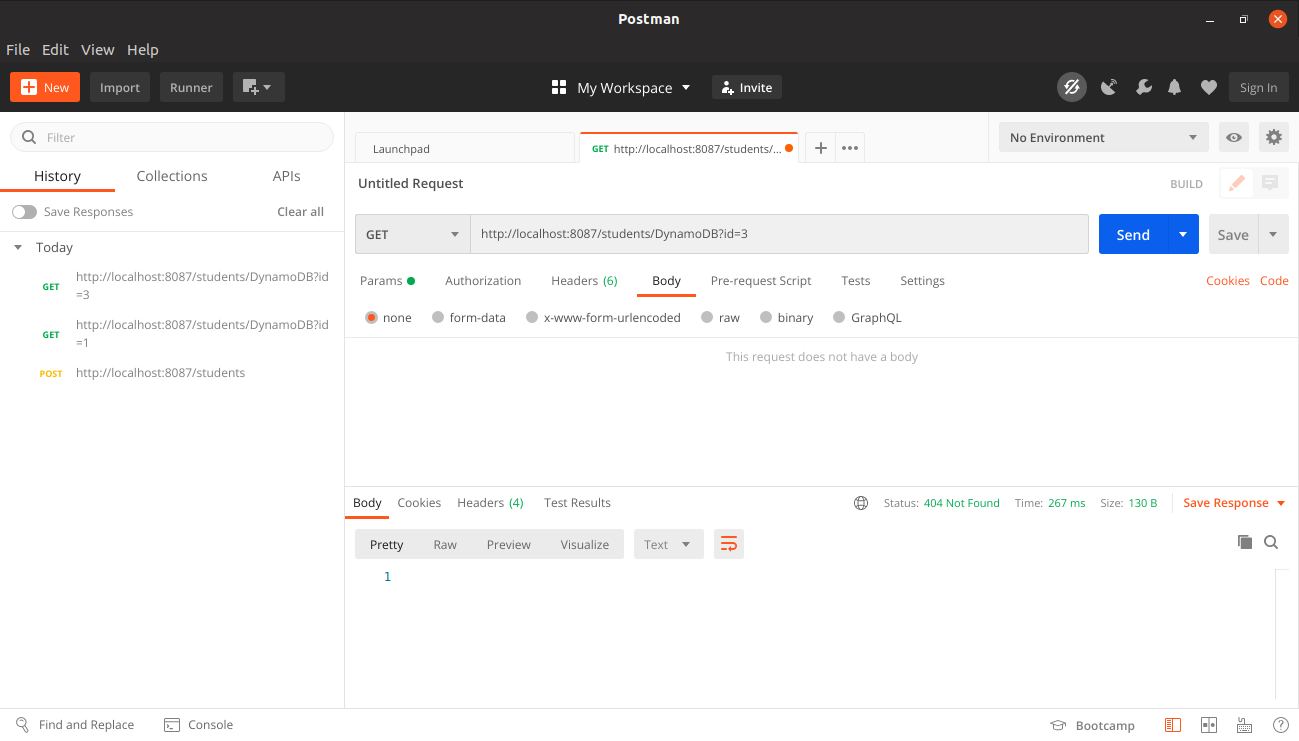 Postman
File Edit View Help
New Import Runner My Workspace Invite Sign In
Filter
History Collections APIs
Save Responses Clear all
Today
GET http://localhost:8087/students/DynamoDB?id
=3
GET http://localhost:8087/students/DynamoDB?id
=1
POST http://localhost:8087/students
Launchpad GET http://localhost:8087/students/... No Environment
Untitled Request BUILD
GET http://localhost:8087/students/DynamoDB?id=3 Send Save
Params Authorization Headers (6) Body Pre-request Script Tests Settings Cookies Code
none form-data x-www-form-urlencoded raw binary GraphQL
This request does not have a body
Body Cookies Headers (4) Test Results Status: 404 Not Found Time: 267 ms Size: 130 B Save Response
Pretty Raw Preview Visualize Text
1
Find and Replace Console Bootcamp